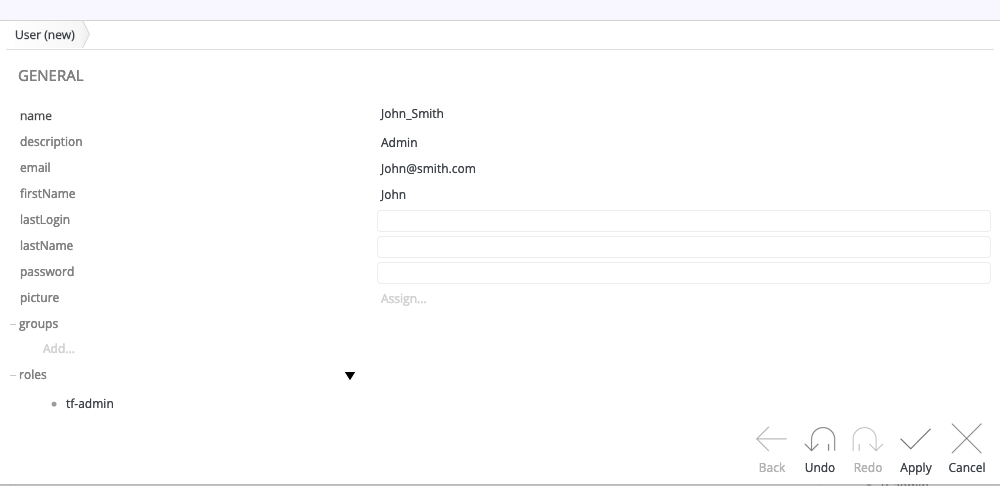 User (new)
GENERAL
name John_Smith
description Admin
email John@smith.com
firstName John
lastLogin
lastName
password
picture Assign...
groups
Add...
roles
tf-admin
Back Undo Redo Apply Cancel